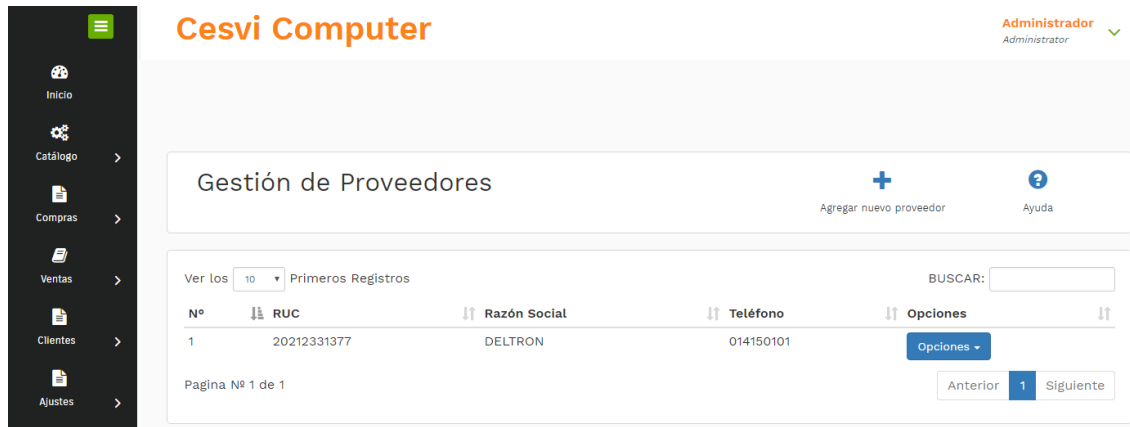 Cesvi Computer
Administrador
Administrator
Inicio
Catálogo
Compras
Ventas
Clientes
Ajustes
Gestión de Proveedores
Agregar nuevo proveedor
Ayuda
Ver los 10 Primeros Registros
BUSCAR:
Nº RUC Razón Social Teléfono Opciones
1 20212331377 DELTRON 014150101 Opciones
Pagina Nº 1 de 1
Anterior 1 Siguiente